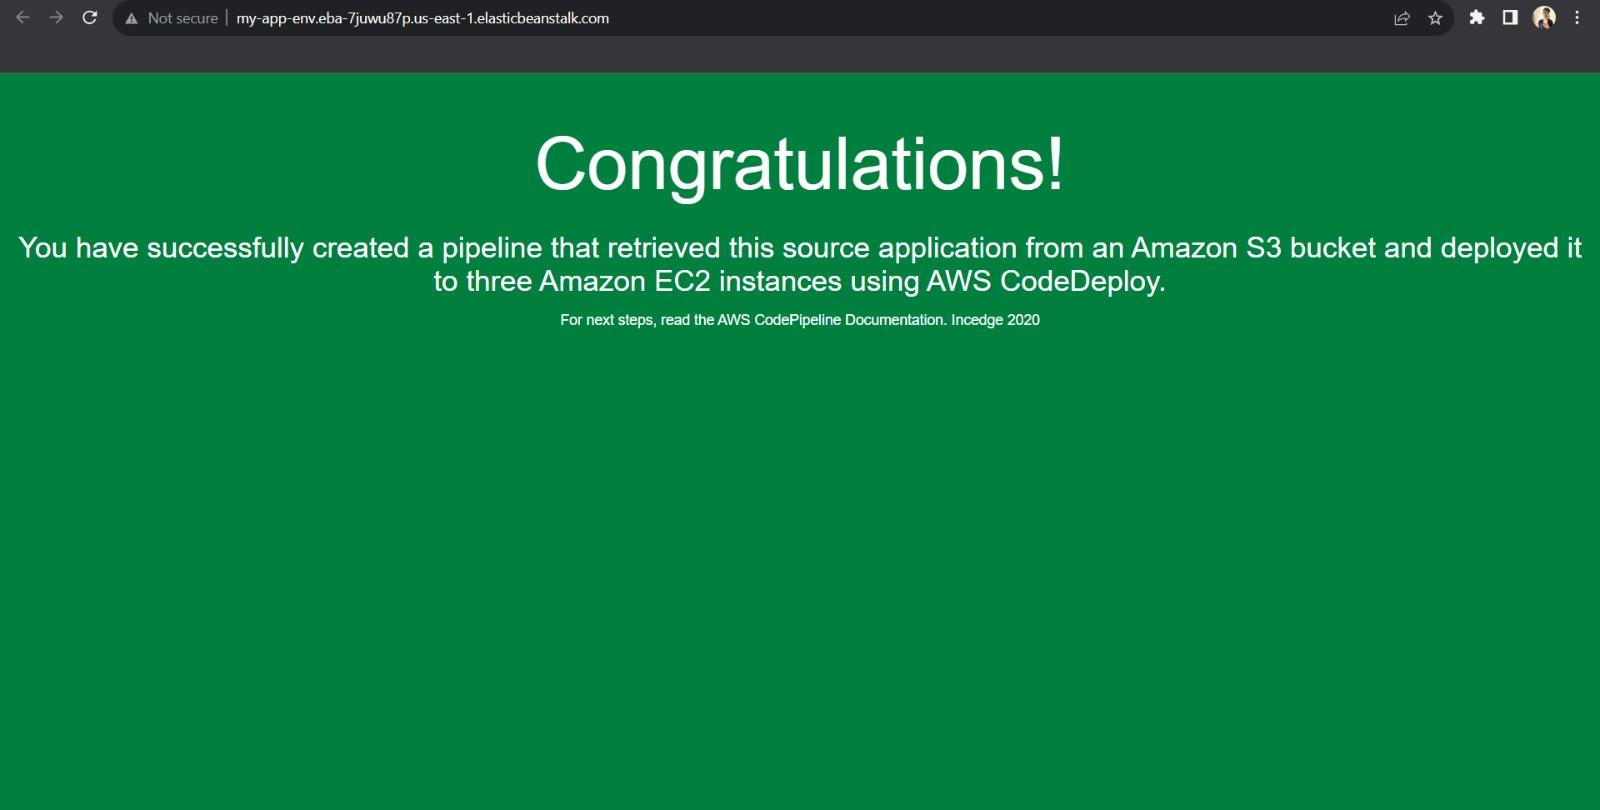 Not secure | my-app-env.eba-7juwu87p.us-east-1.elasticbeanstalk.com
Congratulations!
You have successfully created a pipeline that retrieved this source application from an Amazon S3 bucket and deployed it
to three Amazon EC2 instances using AWS CodeDeploy.
For next steps, read the AWS CodePipeline Documentation. Incedge 2020